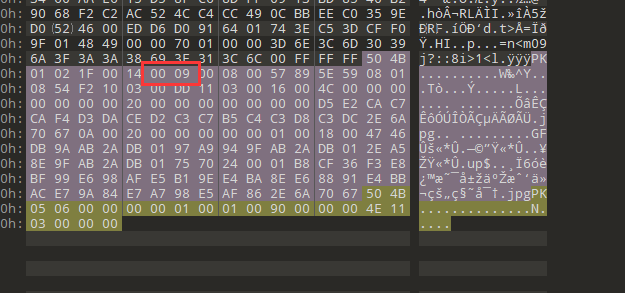 0h: 90 68 F2 C2 AC 52 4C C4 CC 49 0C BB EE C0 35 9E .hòÂ¬RLÄÌI.»îÀ5ž
0h: D0 (52) 46 00 ED D6 D0 91 64 01 74 3E C5 3D CF F0
0h: 9F 01 48 49 00 00 70 01 00 00 3D 6E 3C 6D 30 39 Ÿ.HI..p...=n<m09
0h: 6A 3F 3A 3A 38 69 3E 31 3C 6C 00 FF FF FF 50 4B j?::8i>1<l.ÿÿÿPK
0h: 01 02 1F 00 14 00 09 00 08 00 57 89 5E 59 08 01 ..........W‰^Y..
0h: 08 54 F2 10 03 00 11 03 00 16 00 4C 00 00 00
0h: 00 00 00 00 00 00 00 00 00 00 00 00 D5 E2 CA C7 ............ÕâÊÇ
0h: CA F4 D3 DA CE D2 C3 C7 B5 C4 C3 D8 C3 DC 2E 6A ÊôÓÚÎÒÃÇµÄÃØÃÜ.j
0h: 70 67 0A 00 20 00 00 00 00 00 01 00 18 00 47 46 pg.. .........GF
0h: DB 9A AB 2A DB 01 97 A9 94 9F AB 2A DB 01 2E A5 Ûš«*Û.—©”Ÿ«*Û..¥
0h: 8E 9F AB 2A DB 01 75 70 24 00 01 B8 CF 36 F3 E8 ŽŸ«*Û.up$..¸Ï6óè
0h: BF 99 E6 98 AF E5 B1 9E E4 BA 8E E6 88 91 E4 BB ¿™æ˜¯å±žäºŽæˆ‘ä»
0h: AC E7 9A 84 E7 A7 98 E5 AF 86 2E 6A 70 67 50 4B ¬çš„ç§˜å¯†.jpgPK
0h: 05 06 00 00 00 00 01 00 01 00 90 00 00 00 4E 11 ..............N.
0h: 03 00 00 00 ....
0h:
0h:
0h: